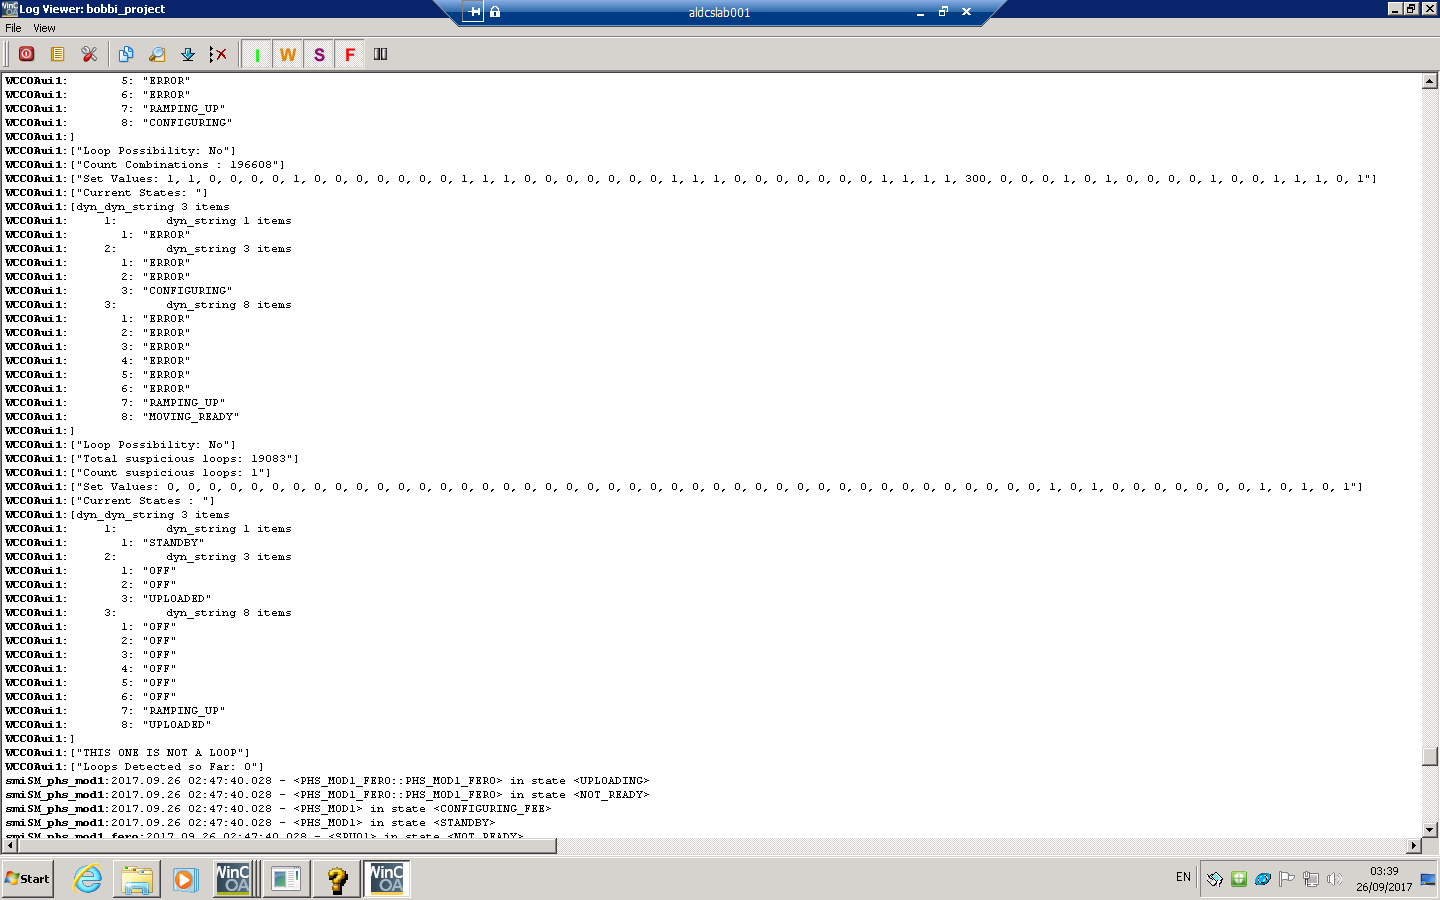 Log Viewer: bobbi_project
aldcslab001
File View
I W S F
WCCOAui1: 5: "ERROR"
WCCOAui1: 6: "ERROR"
WCCOAui1: 7: "RAMPING_UP"
WCCOAui1: 8: "CONFIGURING"
WCCOAui1:]
WCCOAui1:["Loop Possibility: No"]
WCCOAui1:["Count Combinations : 196608"]
WCCOAui1:["Set Values: 1, 1, 0, 0, 0, 0, 1, 0, 0, 0, 0, 0, 0, 0, 1, 1, 1, 0, 0, 0, 0, 0, 0, 0, 1, 1, 1, 0, 0, 0, 0, 0, 0, 0, 1, 1, 1, 1, 300, 0, 0, 0, 1, 0, 1, 0, 0, 0, 0, 1, 0, 0, 1, 1, 1, 0, 1"]
WCCOAui1:["Current States: "]
WCCOAui1:[dyn_dyn_string 3 items
WCCOAui1: 1: dyn_string 1 items
WCCOAui1: 1: "ERROR"
WCCOAui1: 2: dyn_string 3 items
WCCOAui1: 1: "ERROR"
WCCOAui1: 2: "ERROR"
WCCOAui1: 3: "CONFIGURING"
WCCOAui1: 3: dyn_string 8 items
WCCOAui1: 1: "ERROR"
WCCOAui1: 2: "ERROR"
WCCOAui1: 3: "ERROR"
WCCOAui1: 4: "ERROR"
WCCOAui1: 5: "ERROR"
WCCOAui1: 6: "ERROR"
WCCOAui1: 7: "RAMPING_UP"
WCCOAui1: 8: "MOVING_READY"
WCCOAui1:]
WCCOAui1:["Loop Possibility: No"]
WCCOAui1:["Total suspicious loops: 19083"]
WCCOAui1:["Count suspicious loops: 1"]
WCCOAui1:["Set Values: 0, 0, 0, 0, 0, 0, 0, 0, 0, 0, 0, 0, 0, 0, 0, 0, 0, 0, 0, 0, 0, 0, 0, 0, 0, 0, 0, 0, 0, 0, 0, 0, 0, 0, 0, 0, 0, 0, 0, 0, 0, 0, 1, 0, 1, 0, 0, 0, 0, 0, 0, 0, 1, 0, 1, 0, 1"]
WCCOAui1:["Current States : "]
WCCOAui1:[dyn_dyn_string 3 items
WCCOAui1: 1: dyn_string 1 items
WCCOAui1: 1: "STANDBY"
WCCOAui1: 2: dyn_string 3 items
WCCOAui1: 1: "OFF"
WCCOAui1: 2: "OFF"
WCCOAui1: 3: "UPLOADED"
WCCOAui1: 3: dyn_string 8 items
WCCOAui1: 1: "OFF"
WCCOAui1: 2: "OFF"
WCCOAui1: 3: "OFF"
WCCOAui1: 4: "OFF"
WCCOAui1: 5: "OFF"
WCCOAui1: 6: "OFF"
WCCOAui1: 7: "RAMPING_UP"
WCCOAui1: 8: "UPLOADED"
WCCOAui1:]
WCCOAui1:["THIS ONE IS NOT A LOOP"]
WCCOAui1:["Loops Detected so Far: 0"]
smiSM_phs_mod1:2017.09.26 02:47:40.028 - <PHS_MOD1_FERO::PHS_MOD1_FERO> in state <UPLOADING>
smiSM_phs_mod1:2017.09.26 02:47:40.028 - <PHS_MOD1_FERO::PHS_MOD1_FERO> in state <NOT_READY>
smiSM_phs_mod1:2017.09.26 02:47:40.028 - <PHS_MOD1> in state <CONFIGURING_FEE>
smiSM_phs_mod1:2017.09.26 02:47:40.028 - <PHS_MOD1> in state <STANDBY>
smiSM_phs_mod1_fero:2017.09.26 02:47:40.028 - <SRU01> in state <NOT_READY>
Start
WinCC OA
WinCC OA
EN
03:39
26/09/2017